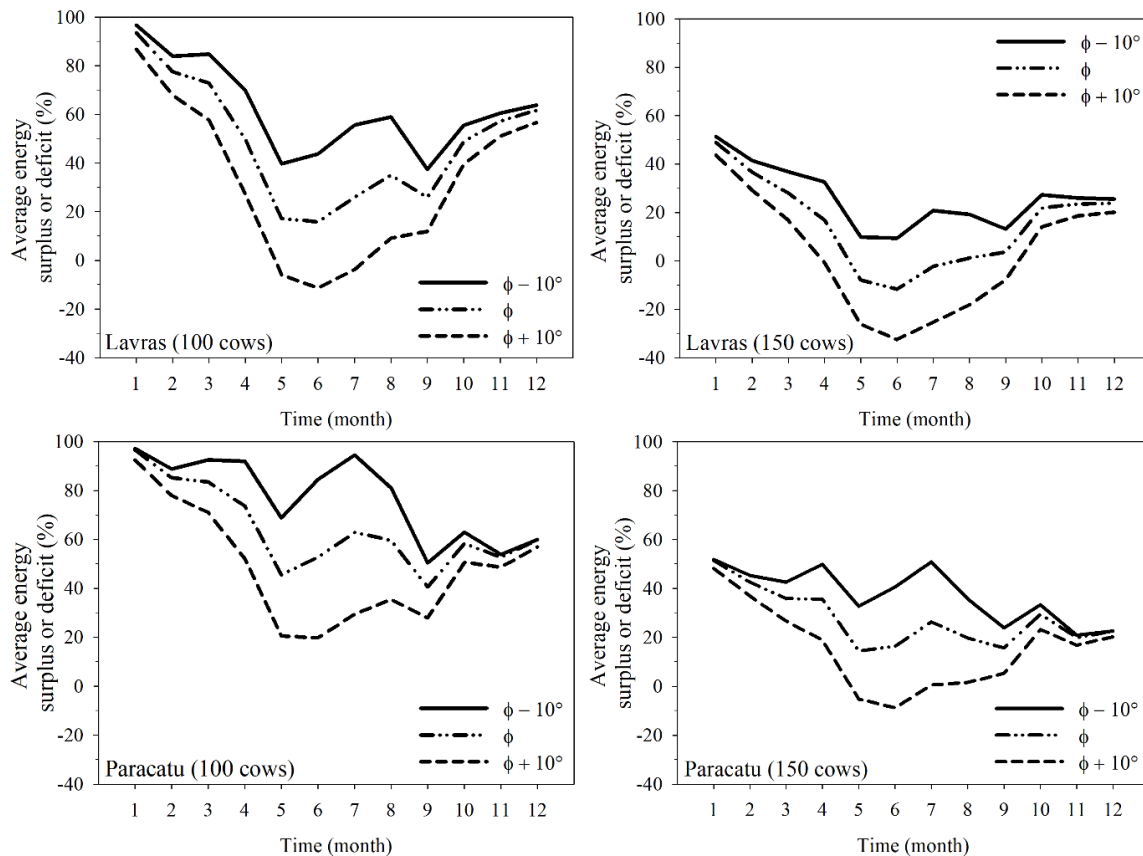 Average energy
surplus or deficit (%)
100
80
60
40
20
0
-20
-40
φ − 10°
φ
φ + 10°
Lavras (100 cows)
1 2 3 4 5 6 7 8 9 10 11 12
Time (month)
Average energy
surplus or deficit (%)
100
80
60
40
20
0
-20
-40
φ − 10°
φ
φ + 10°
Lavras (150 cows)
1 2 3 4 5 6 7 8 9 10 11 12
Time (month)
Average energy
surplus or deficit (%)
100
80
60
40
20
0
-20
-40
φ − 10°
φ
φ + 10°
Paracatu (100 cows)
1 2 3 4 5 6 7 8 9 10 11 12
Time (month)
Average energy
surplus or deficit (%)
100
80
60
40
20
0
-20
-40
φ − 10°
φ
φ + 10°
Paracatu (150 cows)
1 2 3 4 5 6 7 8 9 10 11 12
Time (month)